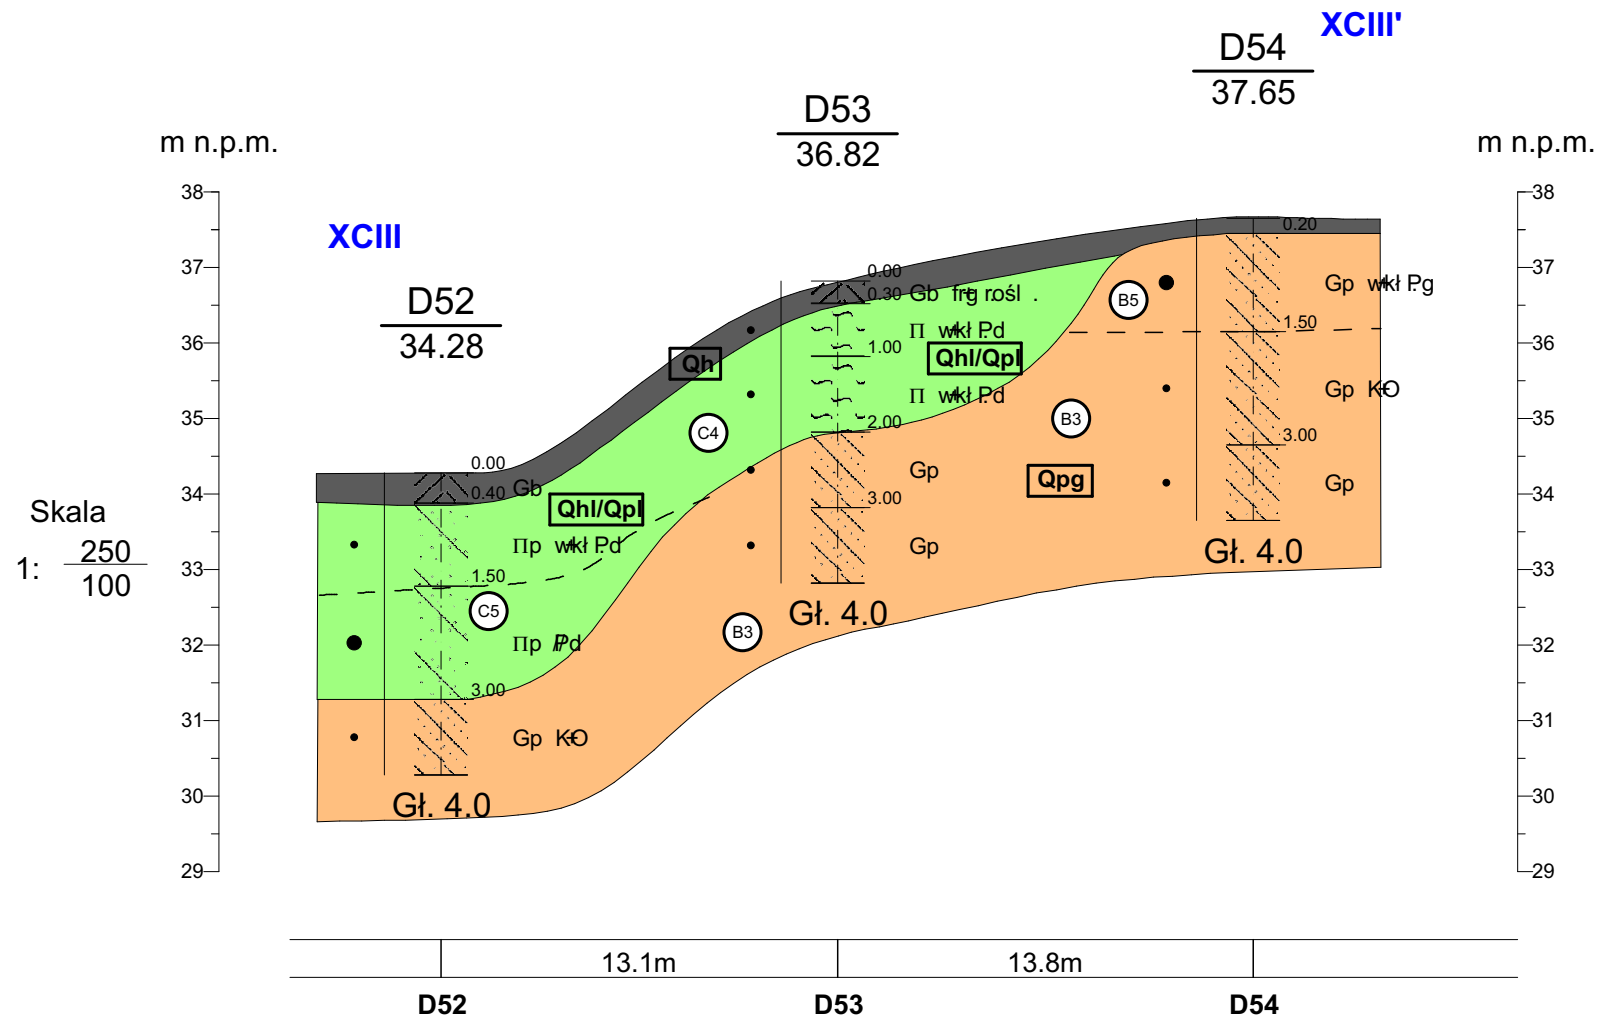 XCIII'
D54
37.65
D53
36.82
m n.p.m.
m n.p.m.
XCIII
D52
34.28
38
37
36
35
34
33
32
31
30
29
38
37
36
35
34
33
32
31
30
29
Skala
1: 250
100
0.00
0.40
Gb
Qhl/Qpl
Πp wkł Pd
1.50
C5
Πp Pd
3.00
Gp KO
Gł. 4.0
Qh
C4
0.00
0.30
Gb frg rośl .
Π wkł Pd
1.00
Qhl/Qpl
Π wkł Pd
2.00
Gp
3.00
Gp
Gł. 4.0
B3
B5
B3
Qpg
0.20
Gp wkł Pg
1.50
Gp KO
3.00
Gp
Gł. 4.0
13.1m
13.8m
D52
D53
D54